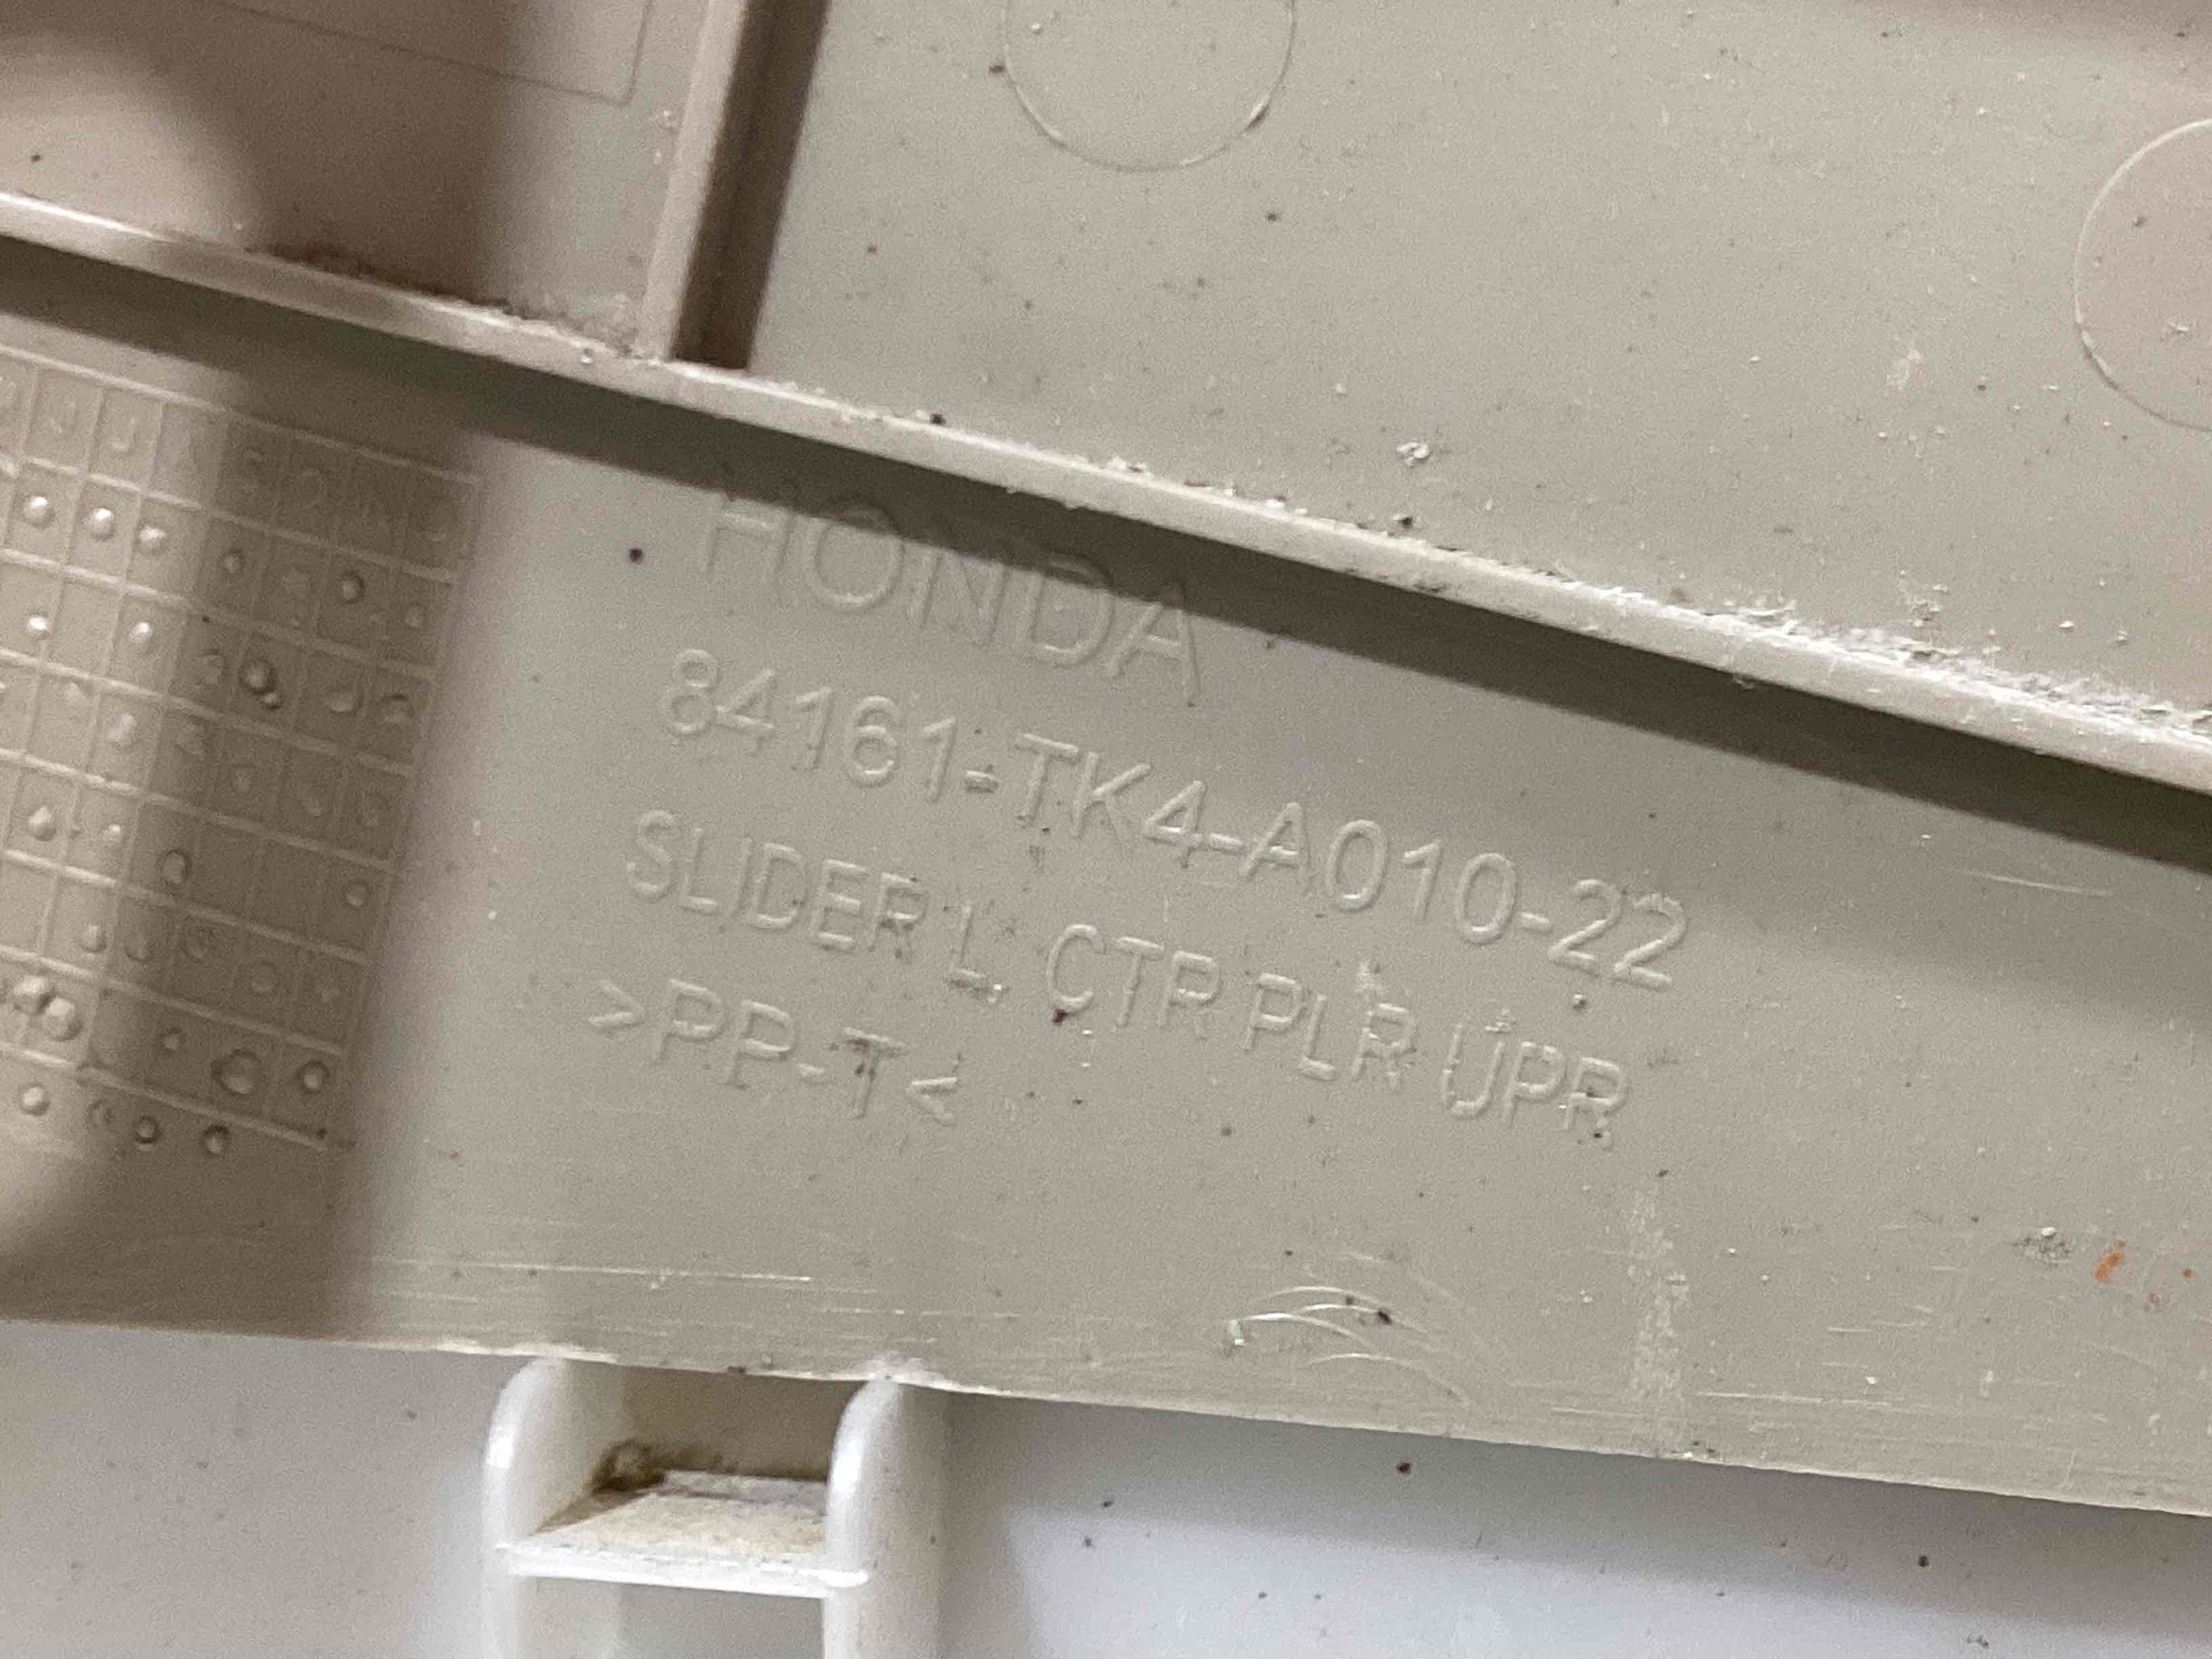 HONDA
84161-TK4-A010-22
SLIDER L, CTR PLR UPR
>PP-T<